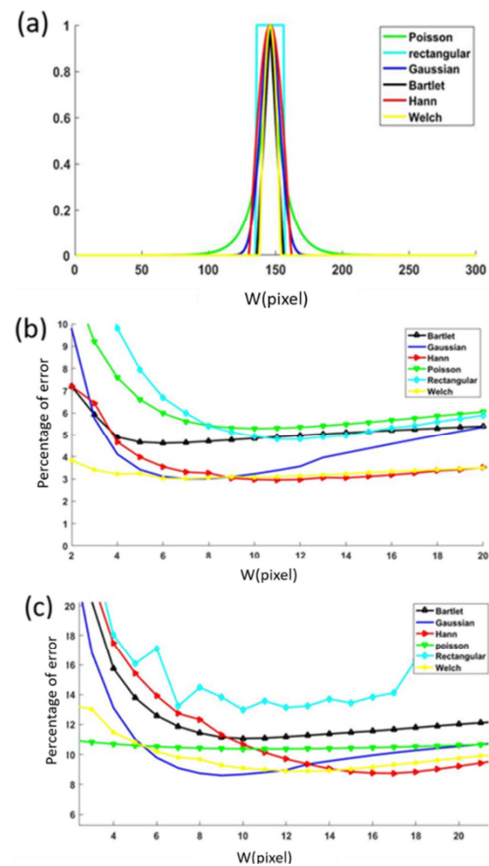 (a)
1
0.8
0.6
0.4
0.2
0
Poisson
rectangular
Gaussian
Bartlet
Hann
Welch
0 50 100 150 200 250 300
W(pixel)
(b)
Percentage of error
10
9
8
7
6
5
4
3
2
1
0
Bartlet
Gaussian
Hann
Poisson
Rectangular
Welch
2 4 6 8 10 12 14 16 18 20
W(pixel)
(c)
Percentage of error
20
18
16
14
12
10
8
6
Bartlet
Gaussian
Hann
poisson
Rectangular
Welch
4 6 8 10 12 14 16 18 20
W(pixel)